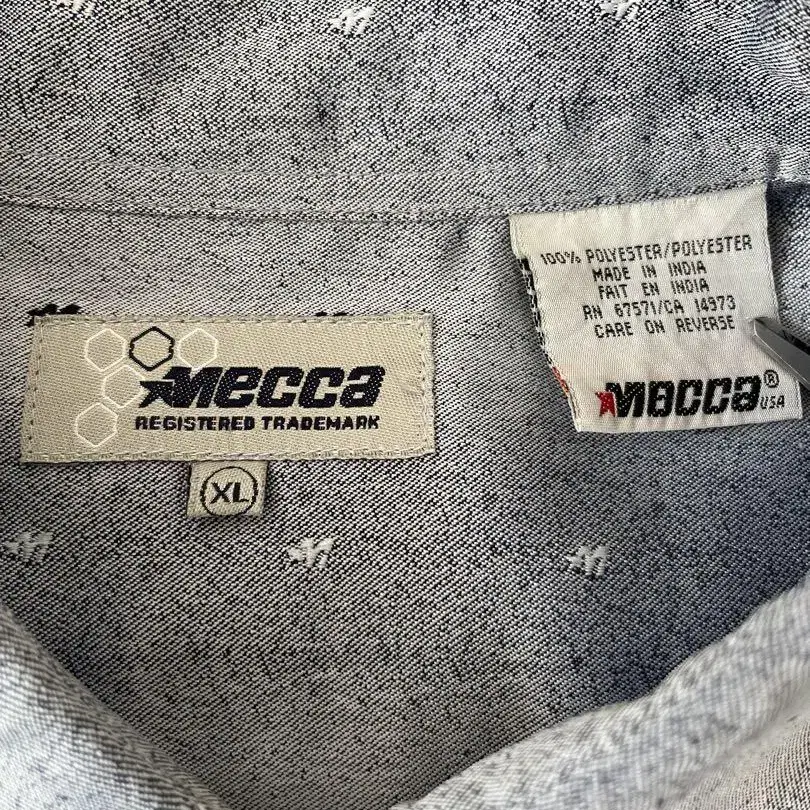 mecca
REGISTERED TRADEMARK
XL
100% POLYESTER/POLYESTER
MADE IN INDIA
FAIT EN INDIA
RN 67571/CA 14973
CARE ON REVERSE
mecca®
USA